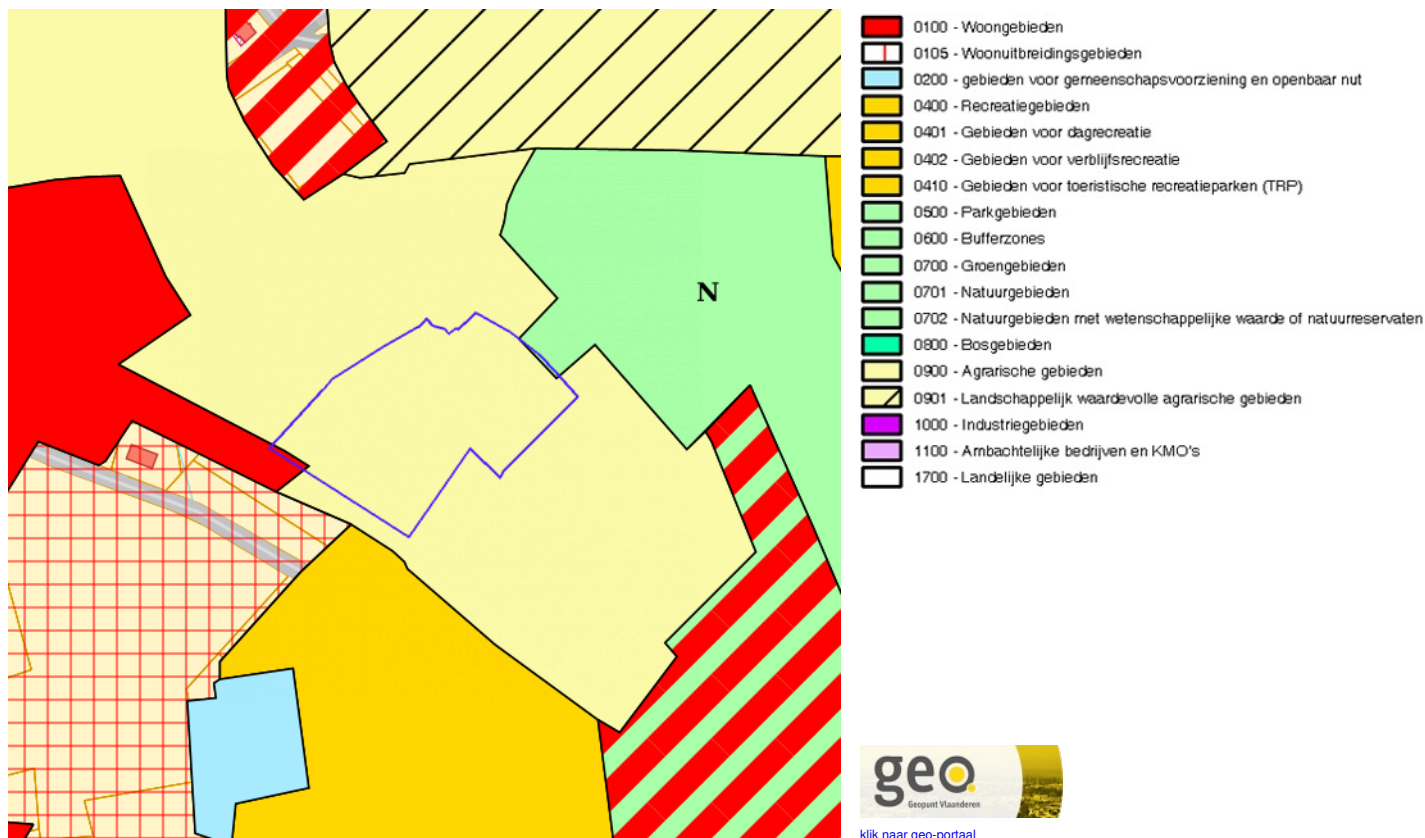 N
0100 - Woongebieden
0105 - Woonuitbreidingsgebieden
0200 - gebieden voor gemeenschapsvoorziening en openbaar nut
0400 - Recreatiegebieden
0401 - Gebieden voor dagrecreatie
0402 - Gebieden voor verblijfsrecreatie
0410 - Gebieden voor toeristische recreatieparken (TRP)
0500 - Parkgebieden
0600 - Bufferzones
0700 - Groengebieden
0701 - Natuurgebieden
0702 - Natuurgebieden met wetenschappelijke waarde of natuurreservaten
0800 - Bosgebieden
0900 - Agrarische gebieden
0901 - Landschappelijk waardevolle agrarische gebieden
1000 - Industriegebieden
1100 - Ambachtelijke bedrijven en KMO's
1700 - Landelijke gebieden
geo.
Geopunt Vlaanderen
klik naar geo-portaal